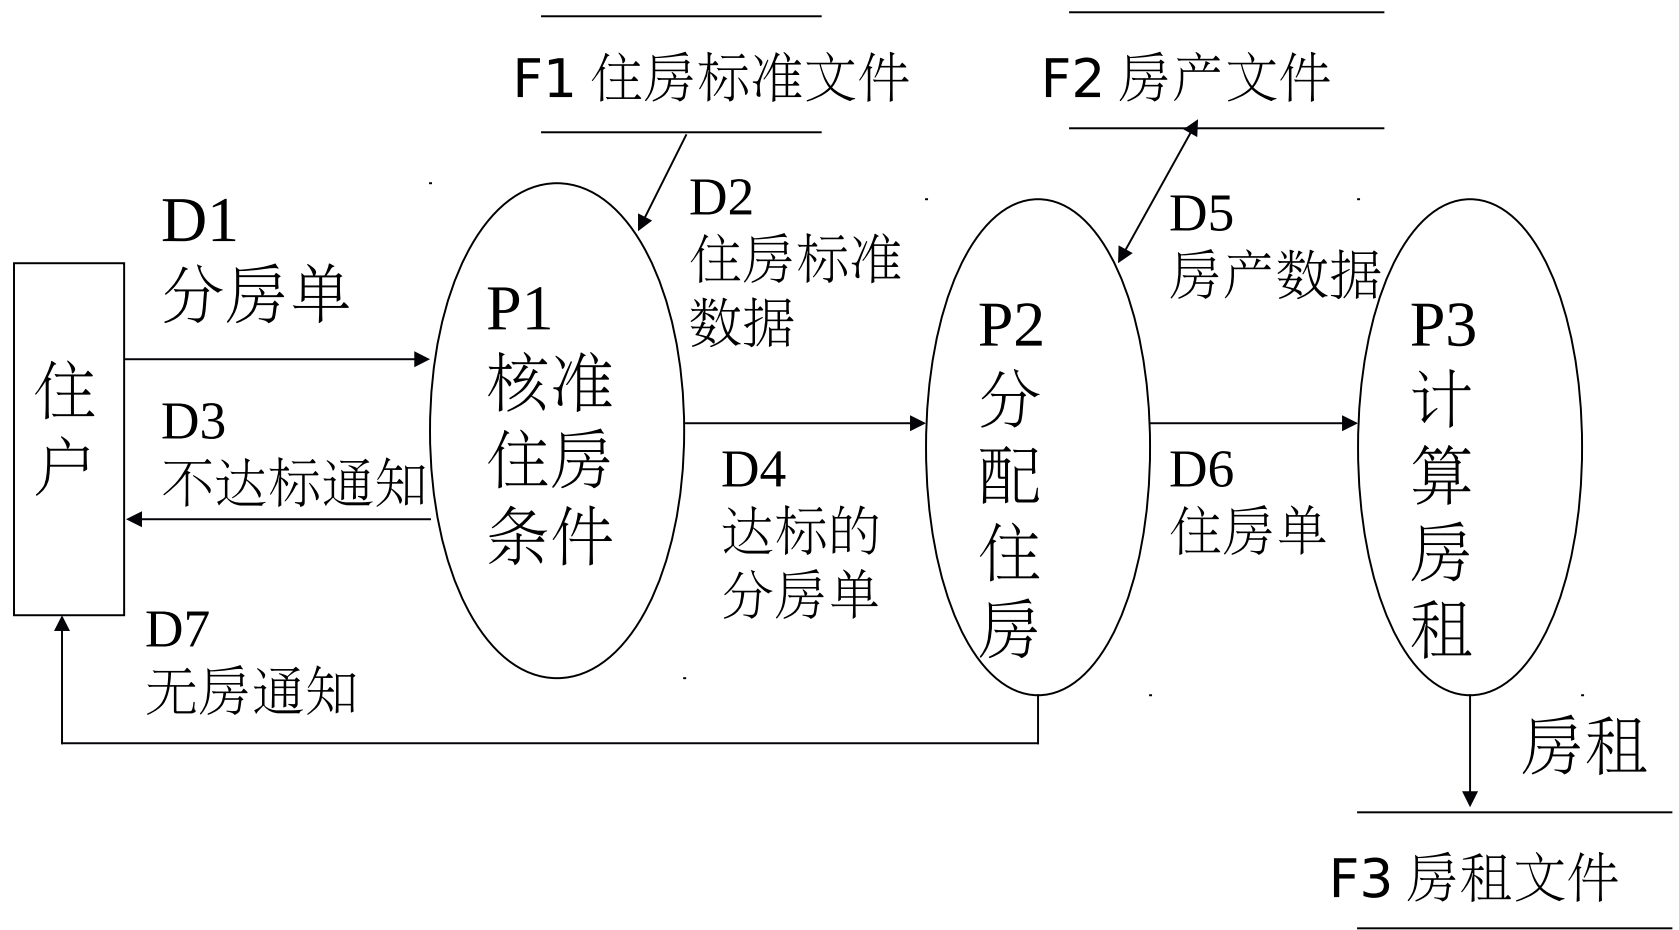 F1 住房标准文件
F2 房产文件
D1
分房单
D2
住房标准
数据
D5
房产数据
住
户
P1
核准
住房
条件
P2
分
配
住
房
P3
计
算
房
租
D3
不达标通知
D4
达标的
分房单
D6
住房单
D7
无房通知
房租
F3 房租文件